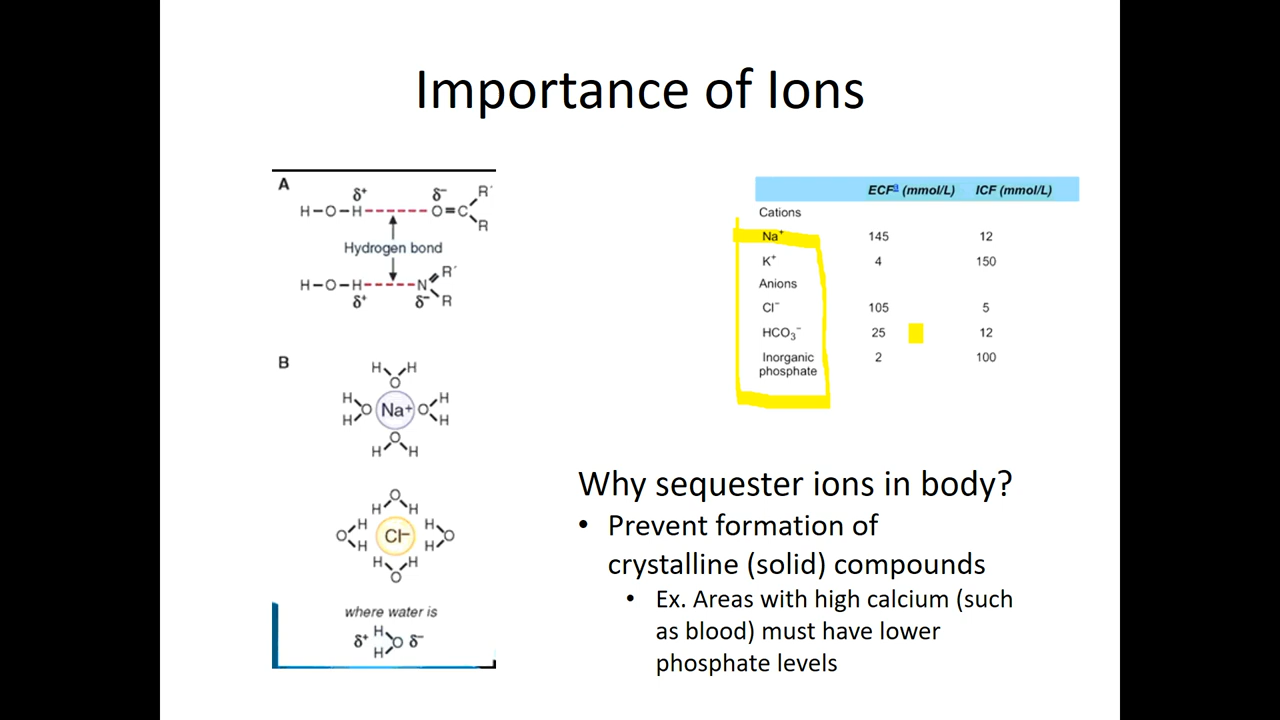 Importance of Ions
A
δ⁺ δ⁻ R′
H–O–H O=C
R
Hydrogen bond
R′
H–O–H N
δ⁺ δ⁻ R
B
H H
O
H H
O Na⁺ O
H H
O
H H
O
H H
H H
O Cl⁻ O
H H
H H
O
where water is
δ⁺ H O δ⁻
H
ECFª (mmol/L) ICF (mmol/L)
Cations
Na⁺ 145 12
K⁺ 4 150
Anions
Cl⁻ 105 5
HCO₃⁻ 25 12
Inorganic 2 100
phosphate
Why sequester ions in body?
• Prevent formation of
crystalline (solid) compounds
• Ex. Areas with high calcium (such
as blood) must have lower
phosphate levels